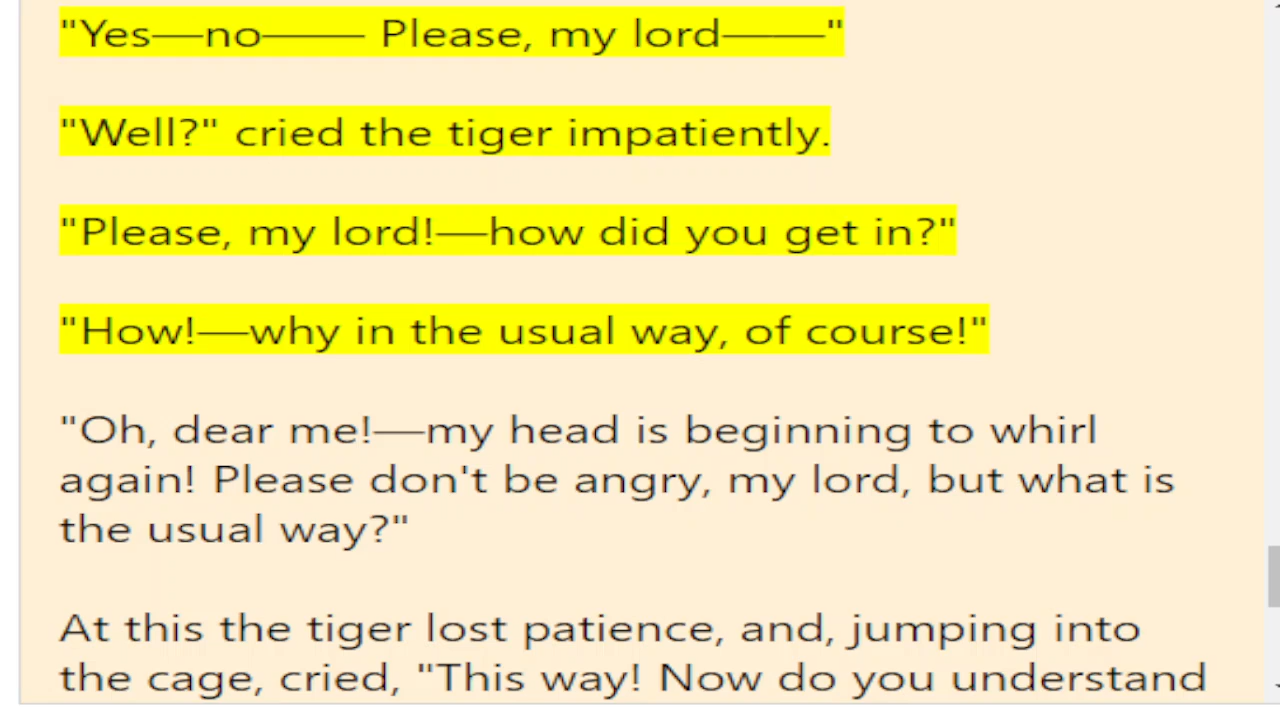 "Yes—no—— Please, my lord——"
"Well?" cried the tiger impatiently.
"Please, my lord!—how did you get in?"
"How!—why in the usual way, of course!"
"Oh, dear me!—my head is beginning to whirl
again! Please don't be angry, my lord, but what is
the usual way?"
At this the tiger lost patience, and, jumping into
the cage, cried, "This way! Now do you understand